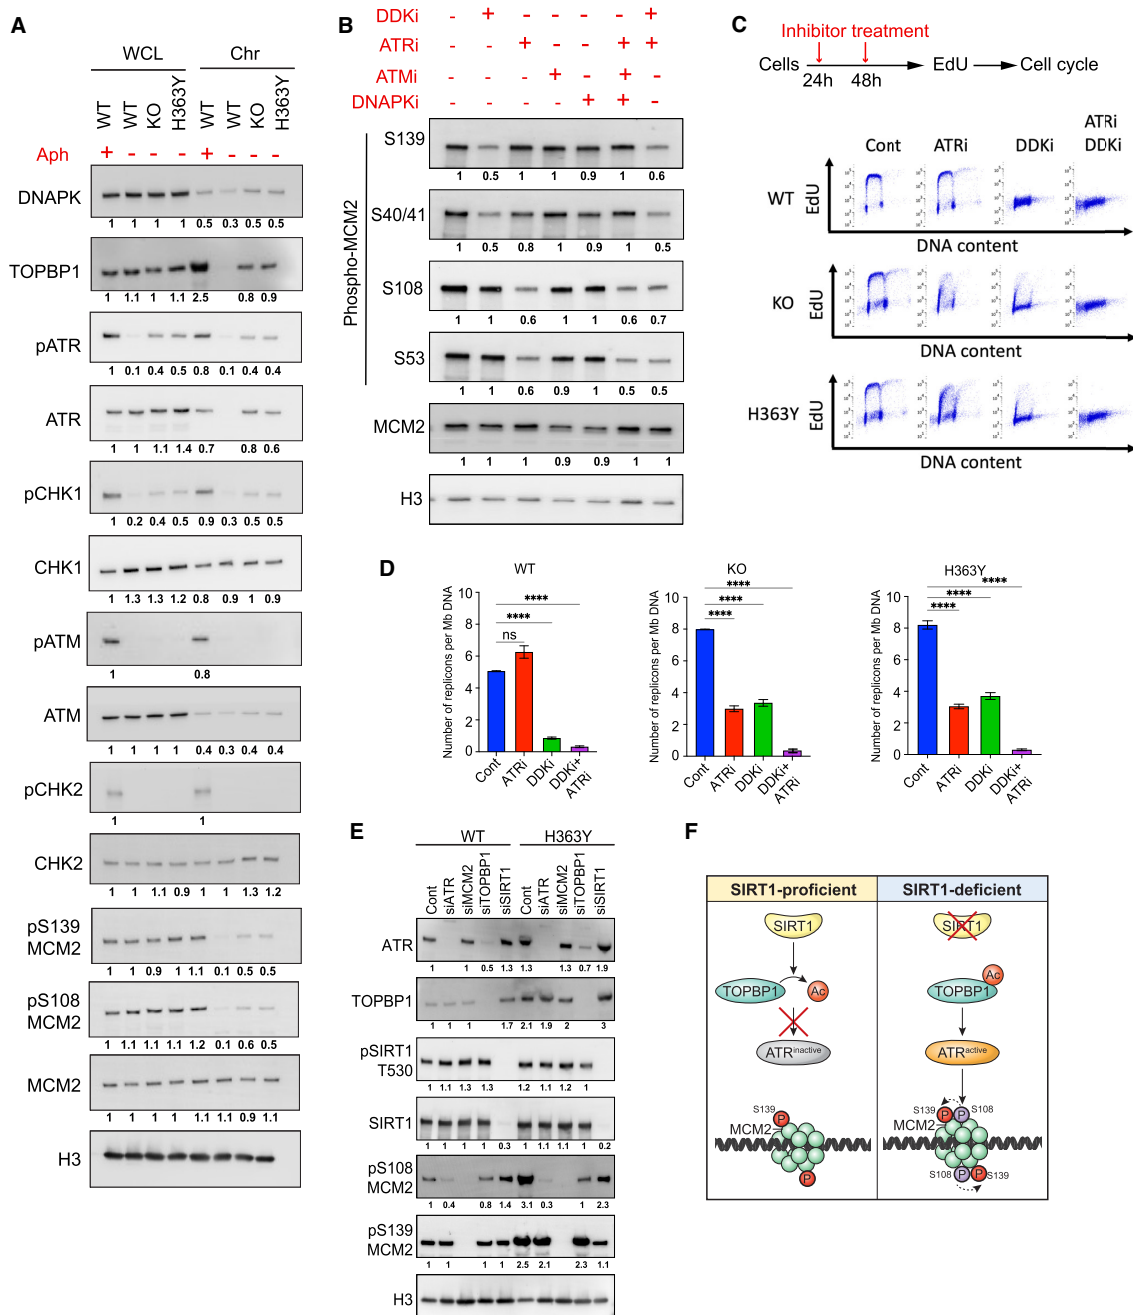 A
WCL Chr
WT WT KO H363Y WT WT KO H363Y
Aph + - - - + - - -
DNAPK
1 1 1 1 0.5 0.3 0.5 0.5
TOPBP1
1 1.1 1 1.1 2.5 0.8 0.9
pATR
1 0.1 0.4 0.5 0.8 0.1 0.4 0.4
ATR
1 1 1.1 1.4 0.7 0.8 0.6
pCHK1
1 0.2 0.4 0.5 0.9 0.3 0.5 0.5
CHK1
1 1.3 1.3 1.2 0.8 0.9 1 0.9
pATM
1 0.8
ATM
1 1 1 1 0.4 0.3 0.4 0.4
pCHK2
1 1
CHK2
1 1 1.1 0.9 1 1 1.3 1.2
pS139
MCM2
1 1 0.9 1 1.1 0.1 0.5 0.5
pS108
MCM2
1 1.1 1.1 1.1 1.2 0.1 0.6 0.5
MCM2
1 1 1 1 1.1 1.1 0.9 1.1
H3
B
DDKi - + - - - - +
ATRi - - + - - + +
ATMi - - - + - + -
DNAPKi - - - - + + -
Phospho-MCM2
S139
1 0.5 1 1 0.9 1 0.6
S40/41
1 0.5 0.8 1 0.9 1 0.5
S108
1 1 0.6 1 1 0.6 0.7
S53
1 1 0.6 0.9 1 0.5 0.5
MCM2
1 1 1 0.9 0.9 1 1
H3
C
Inhibitor treatment
Cells EdU Cell cycle
24h 48h
Cont ATRi DDKi ATRi
DDKi
WT
EdU
DNA content
KO
EdU
DNA content
H363Y
EdU
DNA content
D
WT
Number of replicons per Mb DNA
10
8
6
4
2
0
ns
****
****
Cont
ATRi
DDKi
DDKi+
ATRi
KO
Number of replicons per Mb DNA
10
8
6
4
2
0
****
****
****
Cont
ATRi
DDKi
DDKi+
ATRi
H363Y
Number of replicons per Mb DNA
10
8
6
4
2
0
****
****
****
Cont
ATRi
DDKi
DDKi+
ATRi
E
WT H363Y
Cont siATR siMCM2 siTOPBP1 siSIRT1 Cont siATR siMCM2 siTOPBP1 siSIRT1
ATR
1 1 0.5 1.3 1.3 1.3 0.7 1.9
TOPBP1
1 1 1 1.7 2.1 1.9 2 3
pSIRT1
T530
1 1.1 1.3 1.3 1.2 1.1 1.2 1
SIRT1
1 1 1 1 0.3 1 1.1 1.1 1 0.2
pS108
MCM2
1 0.4 0.8 1.4 3.1 0.3 1 2.3
pS139
MCM2
1 1 1 1 2.5 2.1 2.3 1.1
H3
F
SIRT1-proficient SIRT1-deficient
SIRT1 SIRT1
TOPBP1 Ac TOPBP1 Ac
ATR inactive ATR active
S139 P MCM2 P
S139 P P S108
MCM2
S108 P P S139